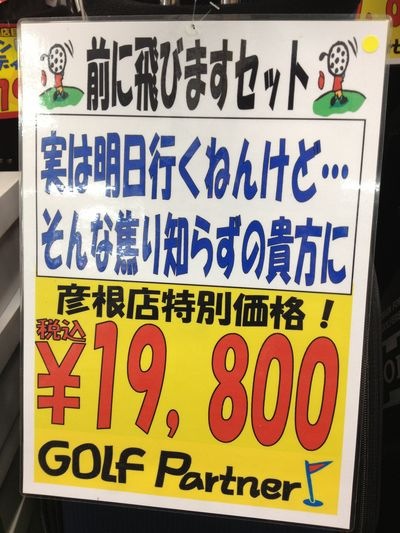 前に飛びますセット
実は明日行くねんけど…
そんな焦り知らずの貴方に
彦根店特別価格！
税込
¥19,800
GOLF Partner